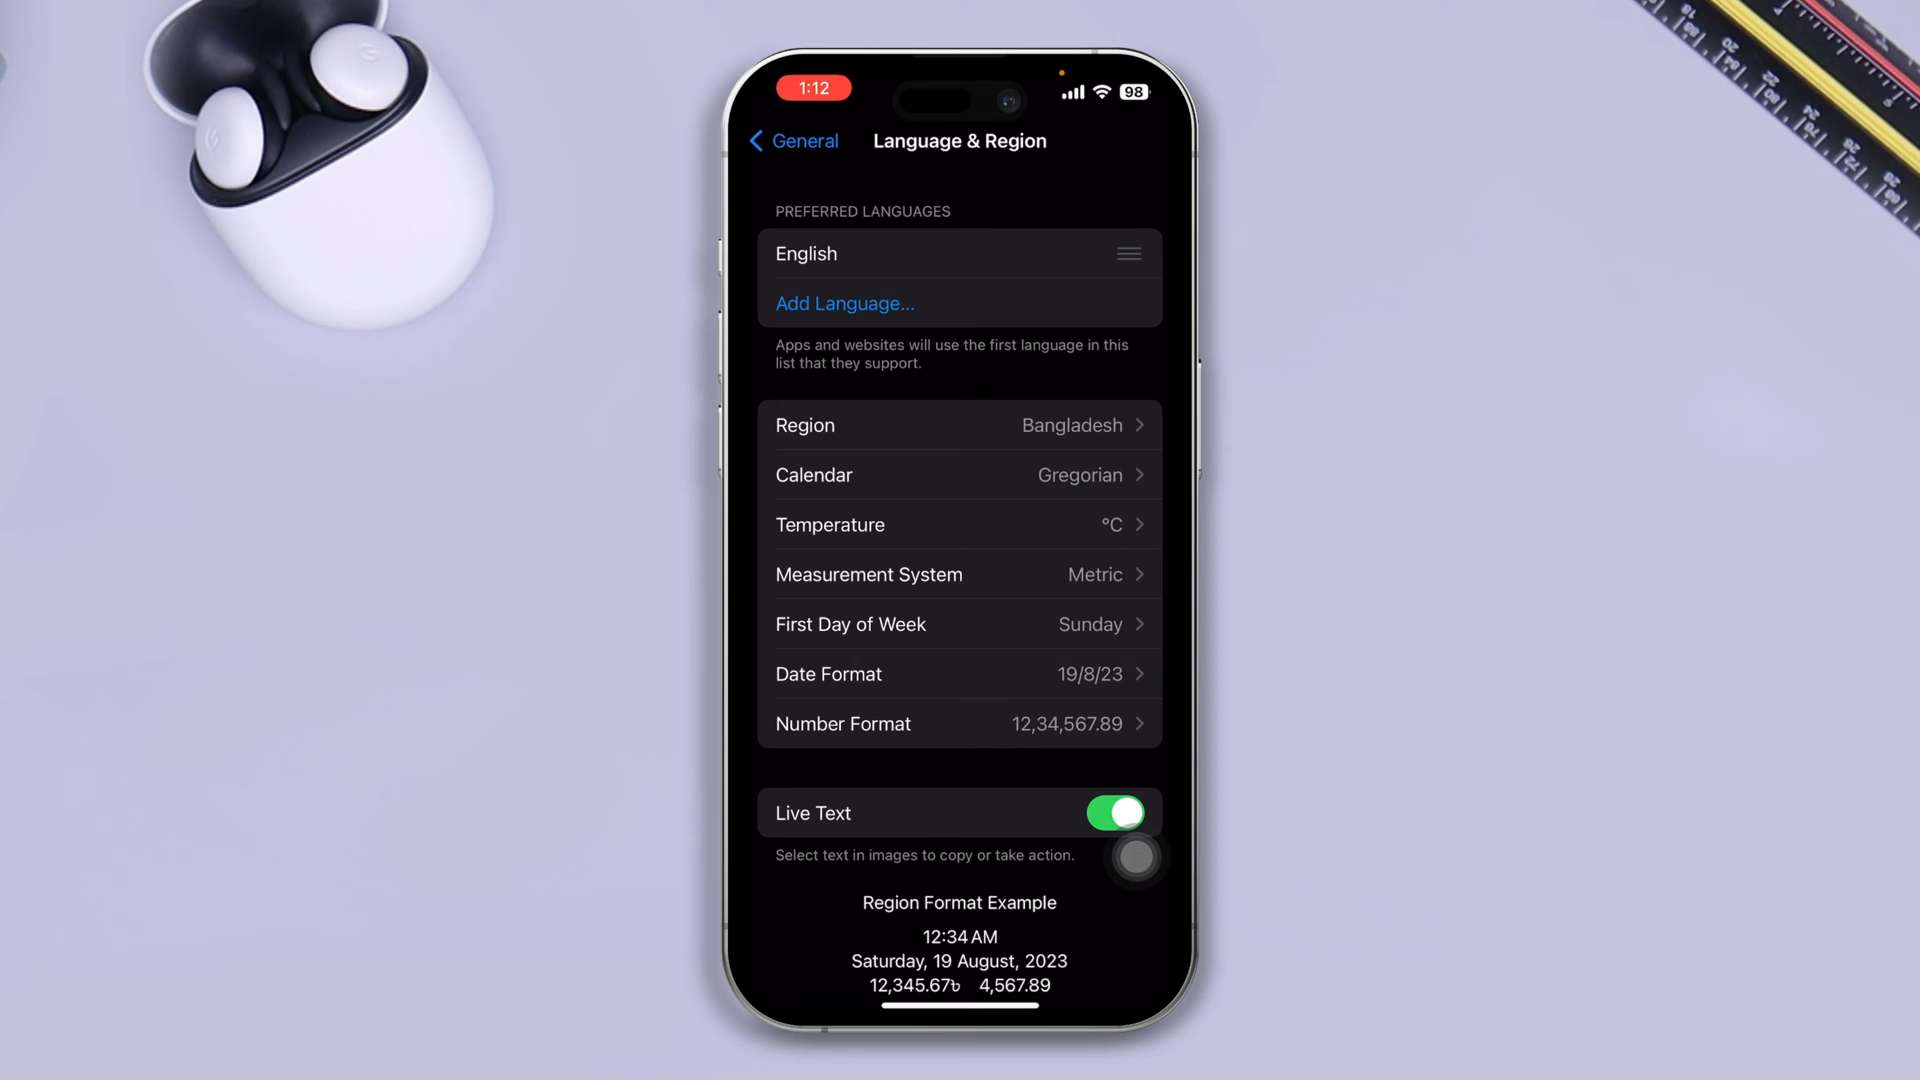 1:12
98
General
Language & Region
PREFERRED LANGUAGES
English
Add Language...
Apps and websites will use the first language in this
list that they support.
Region Bangladesh
Calendar Gregorian
Temperature °C
Measurement System Metric
First Day of Week Sunday
Date Format 19/8/23
Number Format 12,34,567.89
Live Text
Select text in images to copy or take action.
Region Format Example
12:34 AM
Saturday, 19 August, 2023
12,345.67৳ 4,567.89